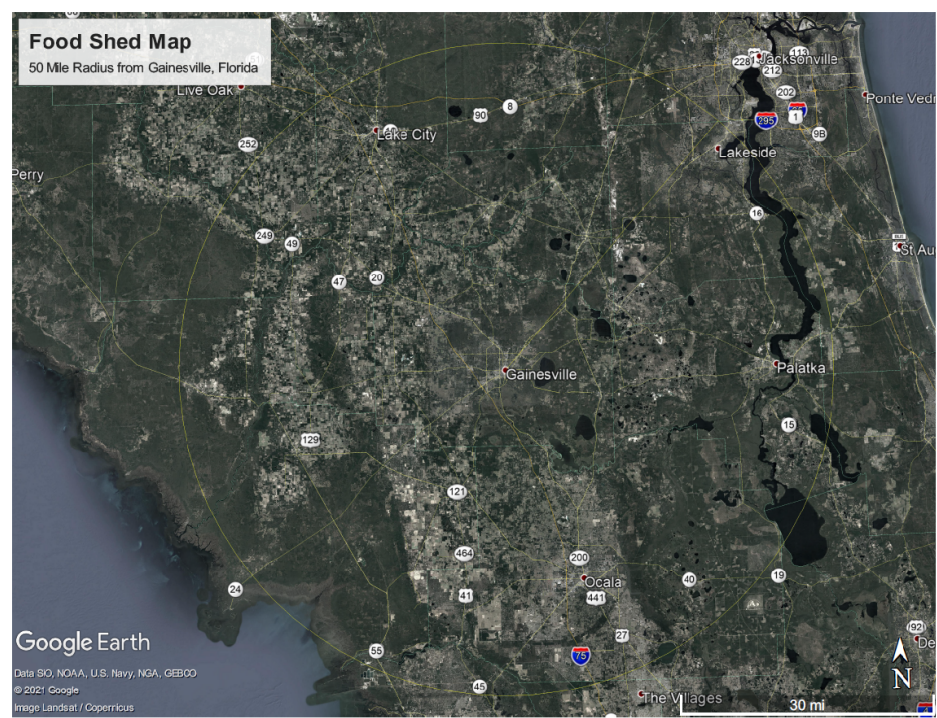 Food Shed Map
50 Mile Radius from Gainesville, Florida
Jacksonville
113
228
212
Live Oak
202
Ponte Vedr
8
90
295
1
9B
Lake City
252
Lakeside
Perry
16
249
49
St Au
47
20
Gainesville
Palatka
15
129
121
464
200
24
Ocala
40
19
41
441
27
92
De
55
75
45
The Villages
N
30 mi
4
Google Earth
Data SIO, NOAA, U.S. Navy, NGA, GEBCO
© 2021 Google
Image Landsat / Copernicus